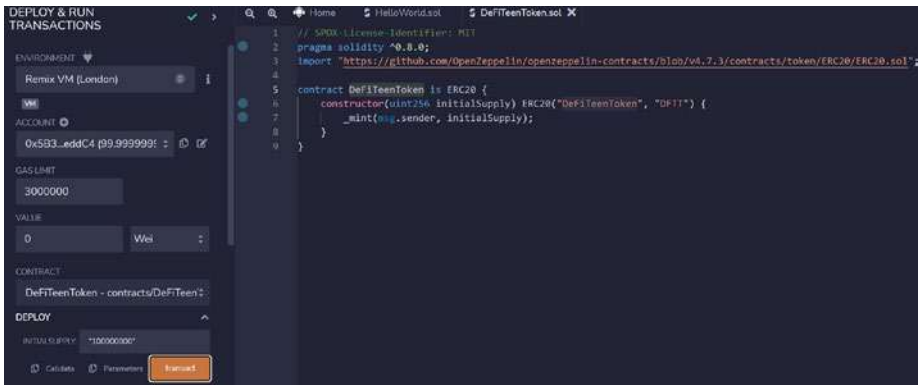 DEPLOY & RUN
TRANSACTIONS
ENVIRONMENT
Remix VM (London)
VM
ACCOUNT
0x5B3...eddC4 (99.9999999
GAS LIMIT
3000000
VALUE
0
Wei
CONTRACT
DeFiTeenToken - contracts/DeFiTeen
DEPLOY
INITIALSUPPLY: "100000000"
Calldata
Parameters
transact
Home
HelloWorld.sol
DeFiTeenToken.sol
1 // SPDX-License-Identifier: MIT
2 pragma solidity ^0.8.0;
3 import "https://github.com/OpenZeppelin/openzeppelin-contracts/blob/v4.7.3/contracts/token/ERC20/ERC20.sol";
4
5 contract DeFiTeenToken is ERC20 {
6 constructor(uint256 initialSupply) ERC20("DeFiTeenToken", "DFTT") {
7 _mint(msg.sender, initialSupply);
8 }
9 }